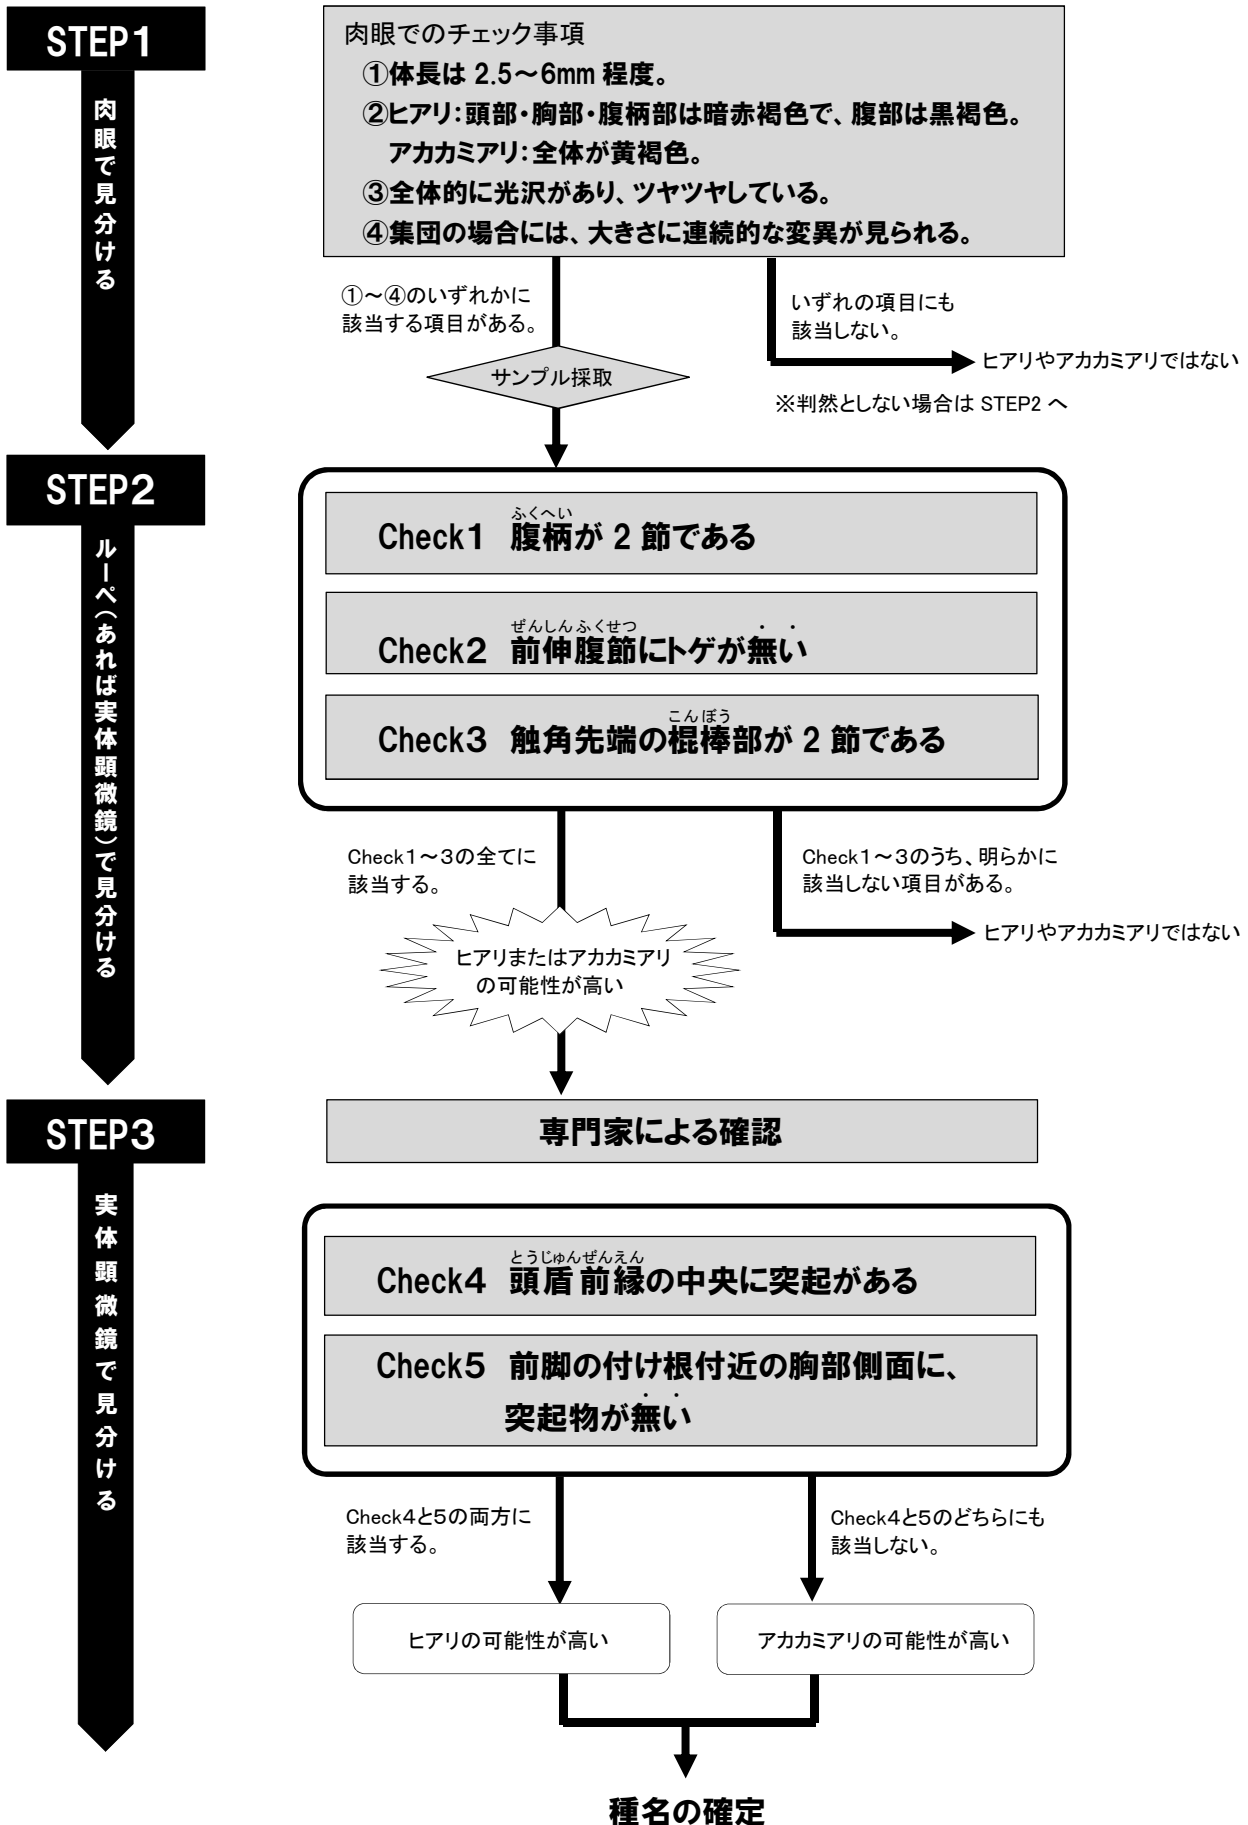 STEP1
肉眼で見分ける
肉眼でのチェック事項
①体長は 2.5～6mm 程度。
②ヒアリ：頭部・胸部・腹柄部は暗赤褐色で、腹部は黒褐色。
アカカミアリ：全体が黄褐色。
③全体的に光沢があり、ツヤツヤしている。
④集団の場合には、大きさに連続的な変異が見られる。
①～④のいずれかに
該当する項目がある。
いずれの項目にも
該当しない。
サンプル採取
ヒアリやアカカミアリではない
※判然としない場合は STEP2 へ
STEP2
ルーペ（あれば実体顕微鏡）で見分ける
ふくへい
Check1 腹柄が 2 節である
ぜんしんふくせつ
Check2 前伸腹節にトゲが無い
こんぼう
Check3 触角先端の棍棒部が 2 節である
Check1～3の全てに
該当する。
Check1～3のうち、明らかに
該当しない項目がある。
ヒアリやアカカミアリではない
ヒアリまたはアカカミアリ
の可能性が高い
STEP3
実体顕微鏡で見分ける
専門家による確認
とうじゅんぜんえん
Check4 頭盾前縁の中央に突起がある
Check5 前脚の付け根付近の胸部側面に、
突起物が無い
Check4と5の両方に
該当する。
Check4と5のどちらにも
該当しない。
ヒアリの可能性が高い
アカカミアリの可能性が高い
種名の確定